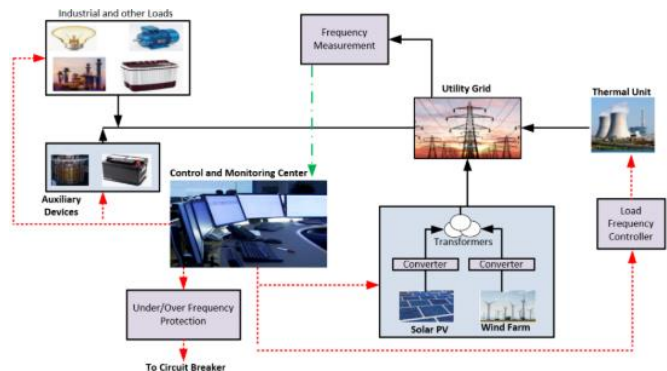 Industrial and other Loads
Frequency
Measurement
Utility Grid
Thermal Unit
Control and Monitoring Center
Auxiliary
Devices
Transformers
Load
Frequency
Controller
Converter
Converter
Under/Over Frequency
Protection
Solar PV
Wind Farm
To Circuit Breaker